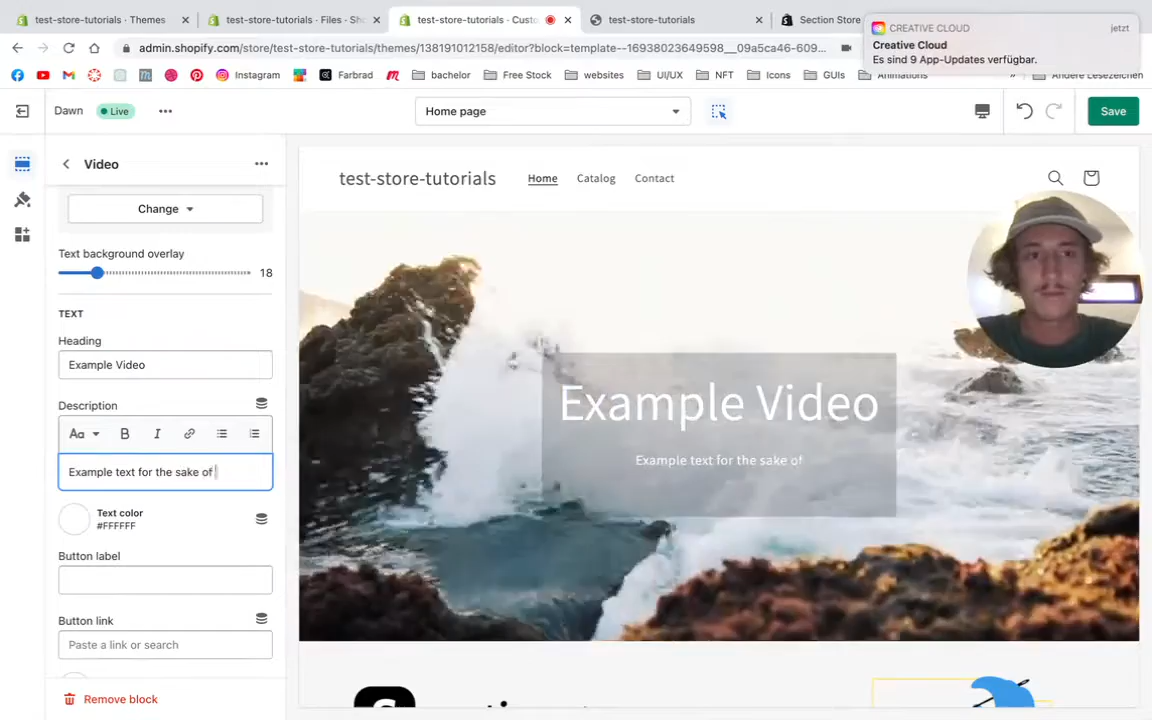 test-store-tutorials · Themes
test-store-tutorials · Files · Sh
test-store-tutorials · Cust
test-store-tutorials
Section Store
CREATIVE CLOUD
jetzt
Creative Cloud
Es sind 9 App-Updates verfügbar.
admin.shopify.com/store/test-store-tutorials/themes/138191012158/editor?block=template--16938023649598__09a5ca46-609...
Instagram
Farbrad
bachelor
Free Stock
websites
UI/UX
NFT
Icons
GUIs
Animations
»
Andere Lesezeichen
Dawn
Live
Home page
Save
Video
Change
Text background overlay
18
TEXT
Heading
Example Video
Description
Aa
B
I
Example text for the sake of
Text color
#FFFFFF
Button label
Button link
Paste a link or search
Remove block
test-store-tutorials
Home
Catalog
Contact
Example Video
Example text for the sake of